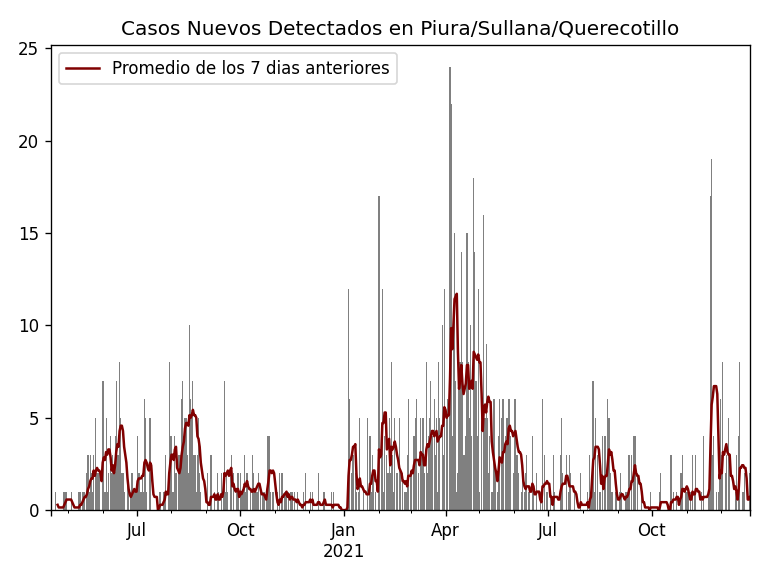 Casos Nuevos Detectados en Piura/Sullana/Querecotillo
Promedio de los 7 dias anteriores
25
20
15
10
5
0
Jul
Oct
Jan
2021
Apr
Jul
Oct